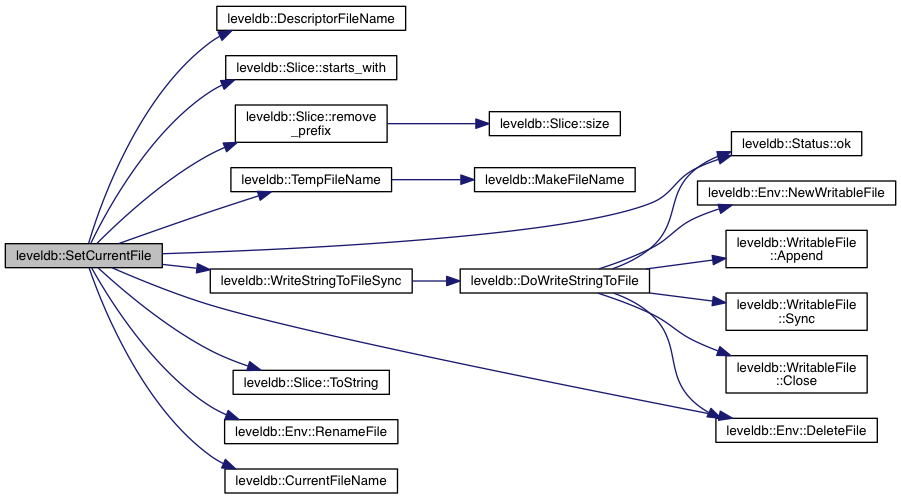 leveldb::DescriptorFileName
leveldb::Slice::starts_with
leveldb::Slice::remove
_prefix
leveldb::Slice::size
leveldb::Status::ok
leveldb::TempFileName
leveldb::MakeFileName
leveldb::Env::NewWritableFile
leveldb::WritableFile
::Append
leveldb::SetCurrentFile
leveldb::WriteStringToFileSync
leveldb::DoWriteStringToFile
leveldb::WritableFile
::Sync
leveldb::WritableFile
::Close
leveldb::Slice::ToString
leveldb::Env::RenameFile
leveldb::Env::DeleteFile
leveldb::CurrentFileName